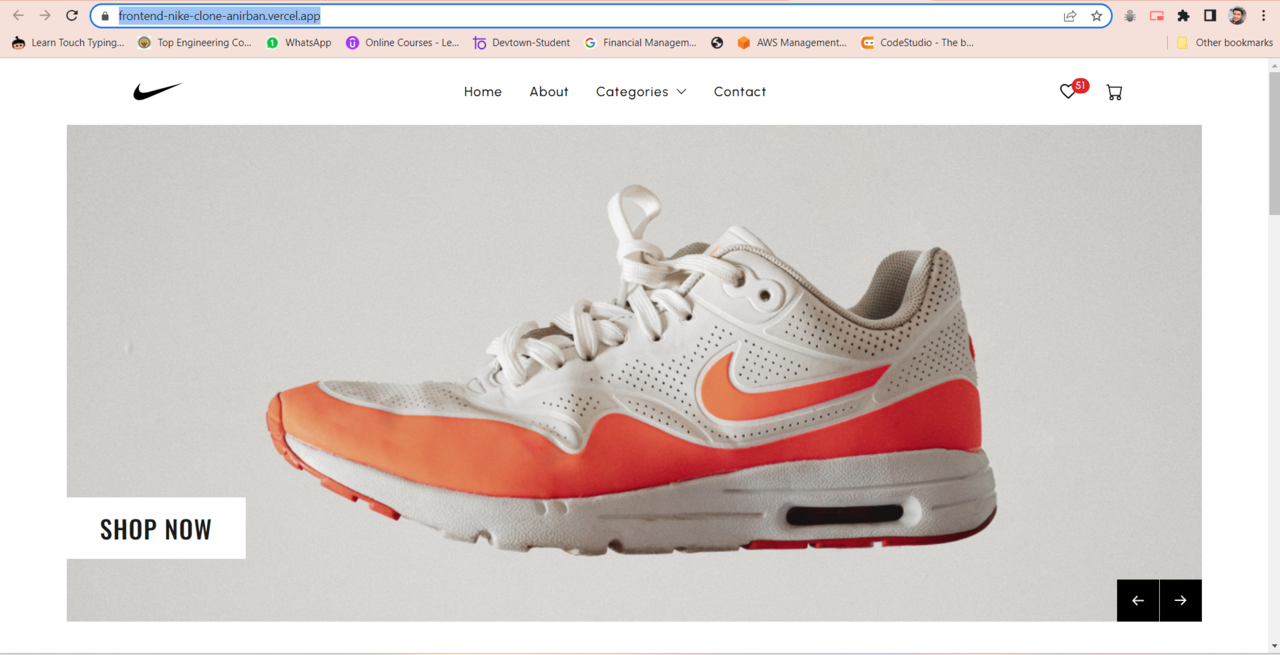 frontend-nike-clone-anirban.vercel.app
Learn Touch Typing... Top Engineering Co... WhatsApp Online Courses - Le... Devtown-Student Financial Managem... AWS Management... CodeStudio - The b... Other bookmarks
Home About Categories Contact 51
SHOP NOW